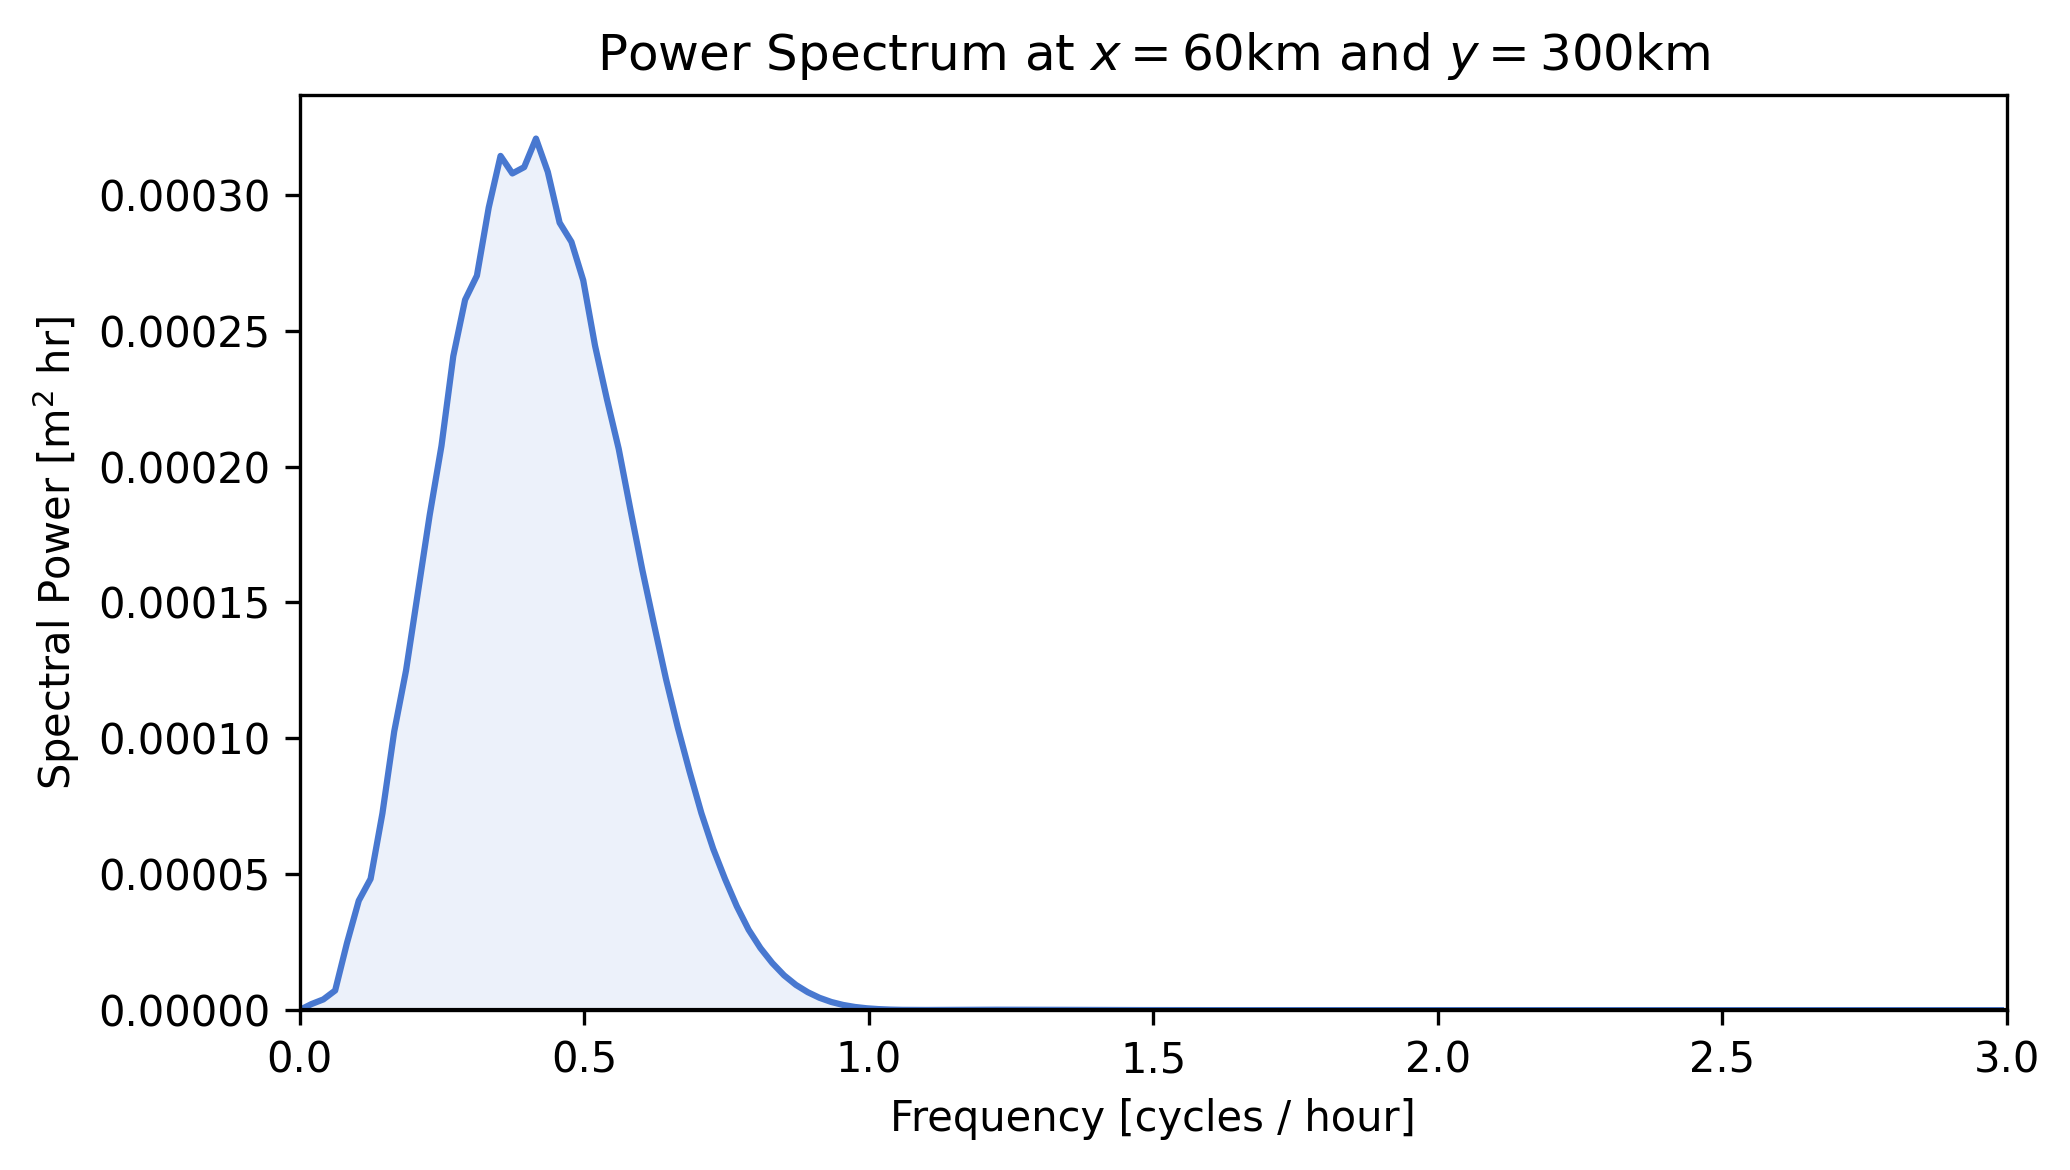 Power Spectrum at x = 60km and y = 300km
Spectral Power [m² hr]
0.00030
0.00025
0.00020
0.00015
0.00010
0.00005
0.00000
0.0 0.5 1.0 1.5 2.0 2.5 3.0
Frequency [cycles / hour]